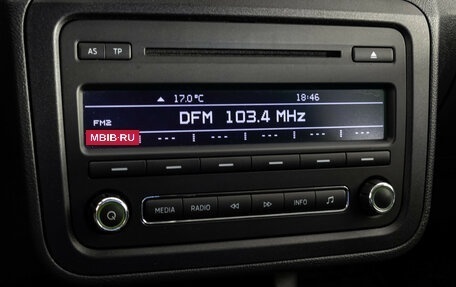 AS TP
17.0°C 18:46
DFM 103.4 MHz
FM2
MBIB.RU
--- --- --- --- --- ---
MEDIA RADIO INFO